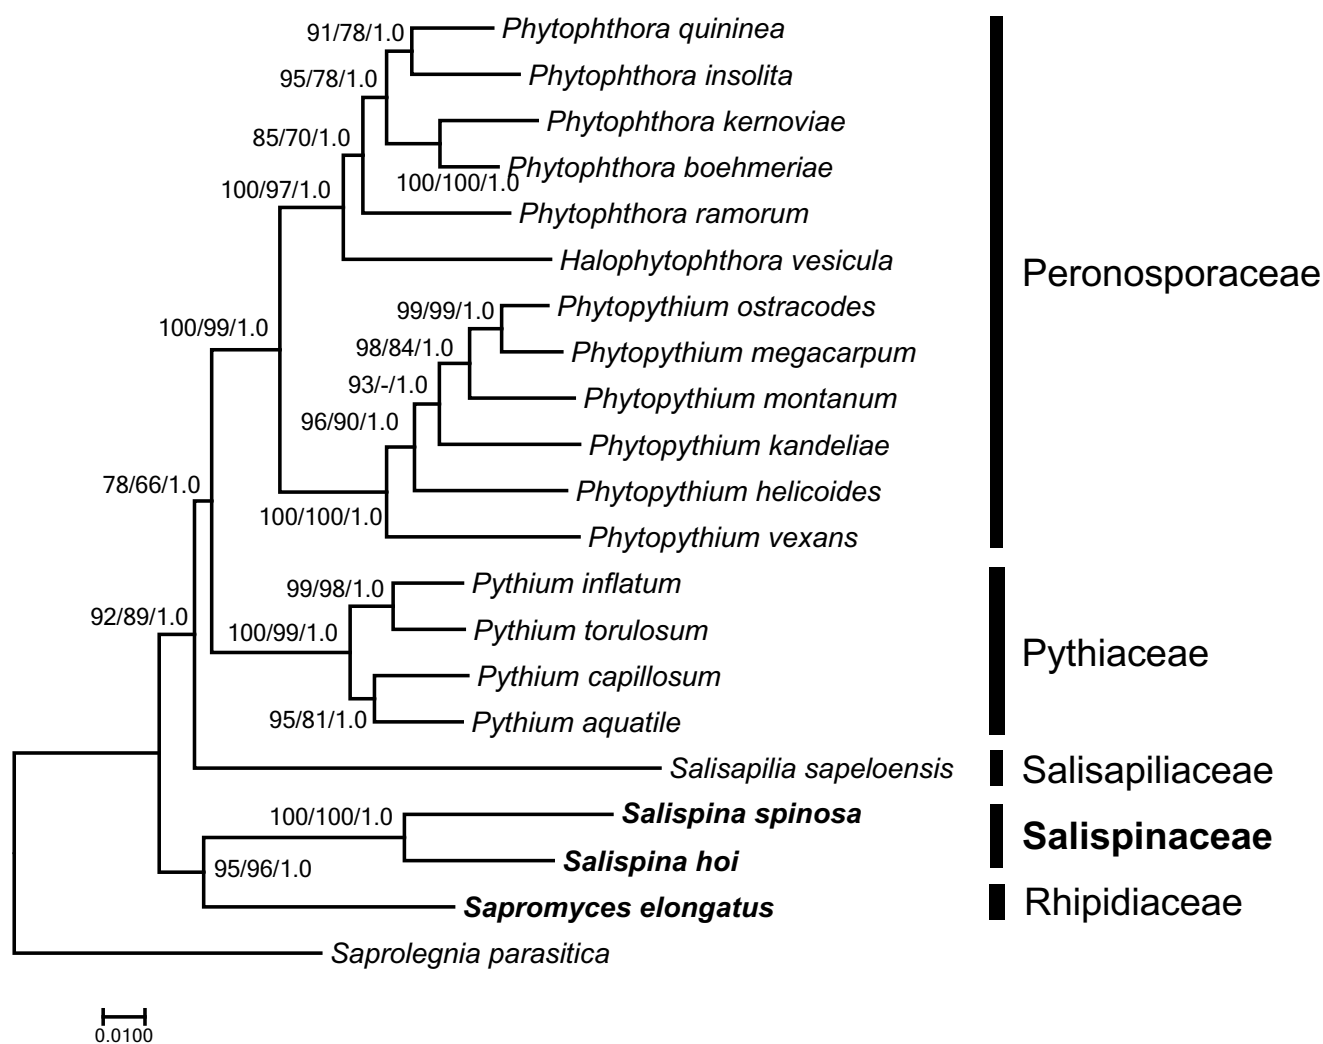 91/78/1.0 Phytophthora quininea
95/78/1.0 Phytophthora insolita
Phytophthora kernoviae
85/70/1.0
Phytophthora boehmeriae
100/100/1.0
100/97/1.0
Phytophthora ramorum
Halophytophthora vesicula
Peronosporaceae
99/99/1.0 Phytopythium ostracodes
100/99/1.0
98/84/1.0 Phytopythium megacarpum
93/-/1.0
Phytopythium montanum
96/90/1.0
Phytopythium kandeliae
78/66/1.0
Phytopythium helicoides
100/100/1.0
Phytopythium vexans
99/98/1.0 Pythium inflatum
92/89/1.0
100/99/1.0 Pythium torulosum
Pythiaceae
Pythium capillosum
95/81/1.0 Pythium aquatile
Salisapilia sapeloensis Salisapiliaceae
100/100/1.0 Salispina spinosa
Salispinaceae
95/96/1.0 Salispina hoi
Sapromyces elongatus Rhipidiaceae
Saprolegnia parasitica
0.0100